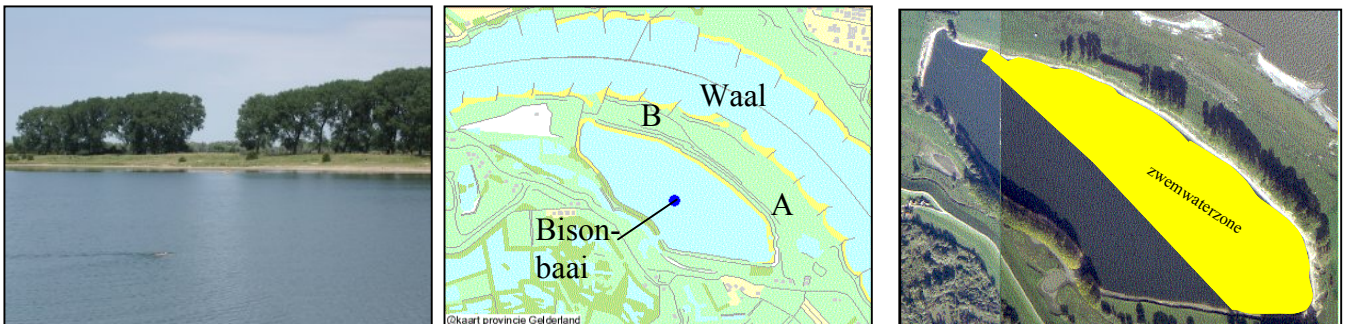 Waal
B
A
Bison-
baai
@kaart provincie Gelderland
zwemwaterzone